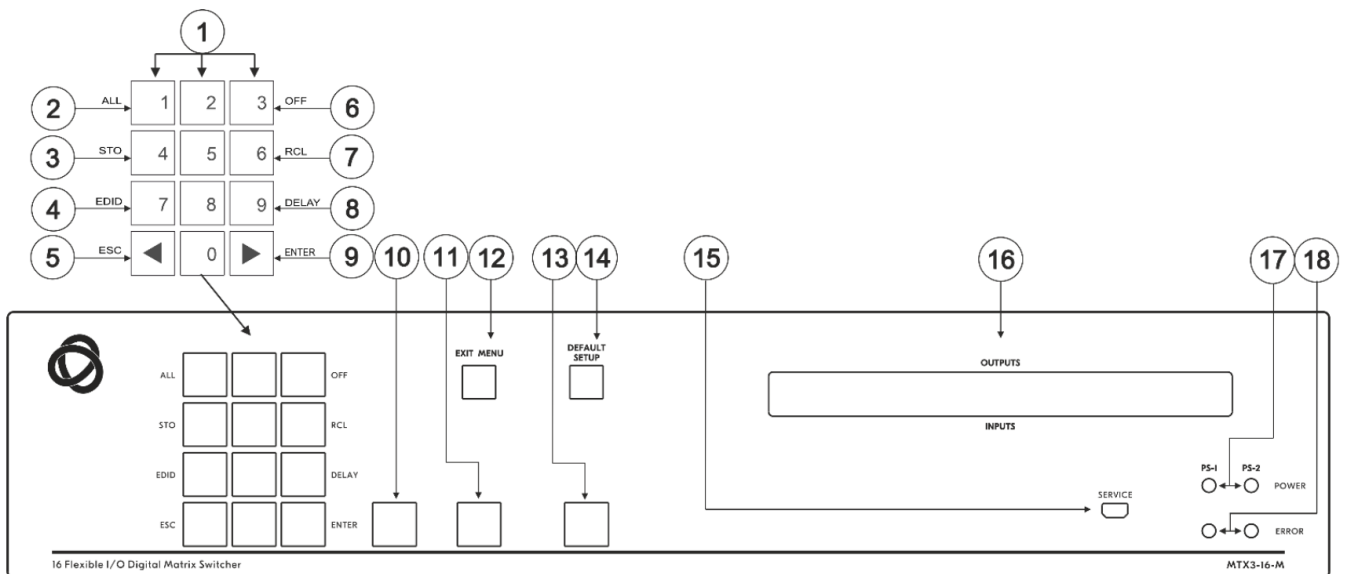 1
2 ALL 1 2 3 OFF 6
3 STO 4 5 6 RCL 7
4 EDID 7 8 9 DELAY 8
5 ESC 0 ENTER 9 10 11 12 13 14 15 16 17 18
EXIT MENU
DEFAULT
SETUP
OUTPUTS
INPUTS
ALL OFF
STO RCL
EDID DELAY
ESC ENTER
SERVICE
PS-1 PS-2
POWER
ERROR
16 Flexible I/O Digital Matrix Switcher
MTX3-16-M